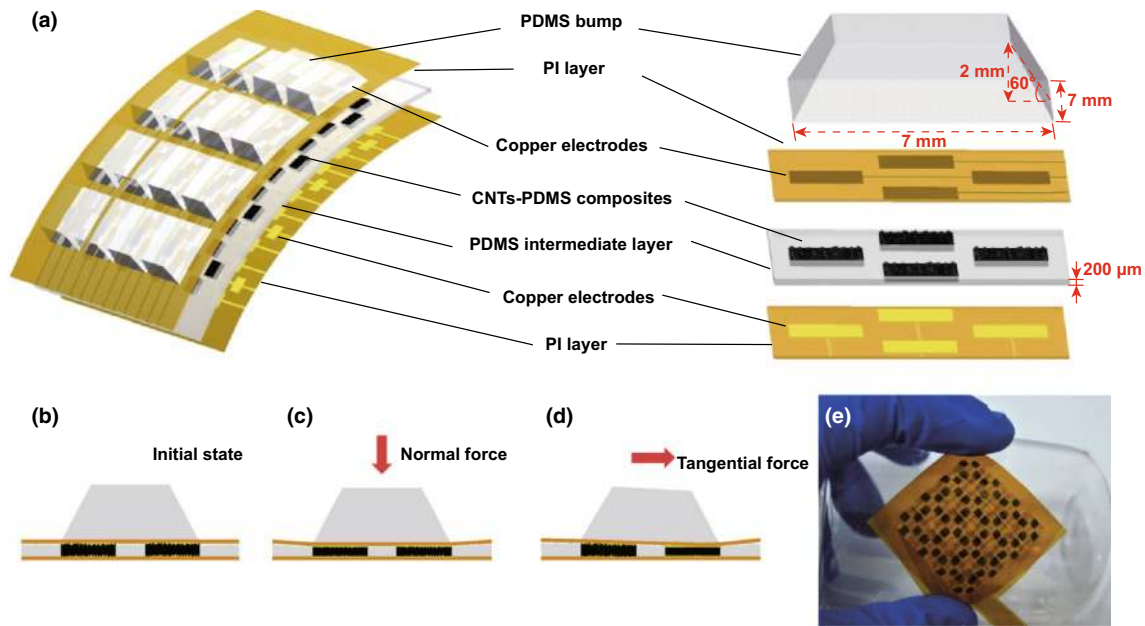 (a)
PDMS bump
PI layer
Copper electrodes
CNTs-PDMS composites
PDMS intermediate layer
Copper electrodes
PI layer
2 mm
60°
7 mm
7 mm
200 μm
(b)
Initial state
(c)
Normal force
(d)
Tangential force
(e)